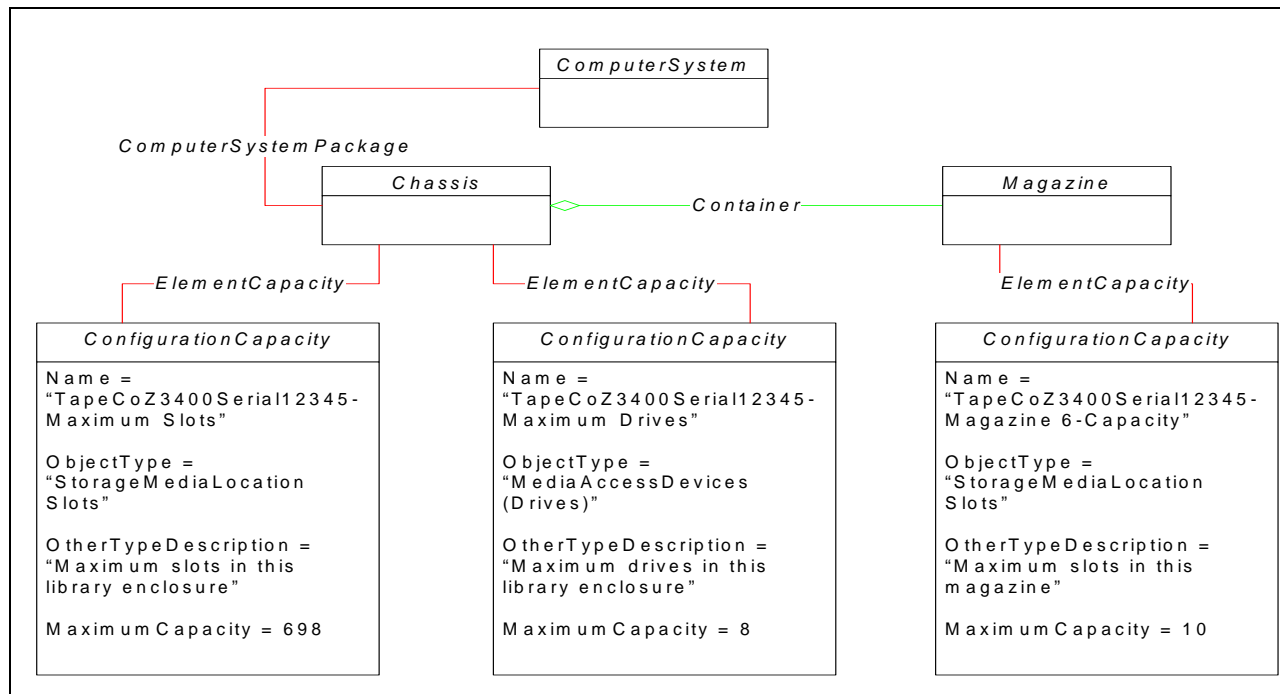 ComputerSystem
ComputerSystemPackage
Chassis
Magazine
Container
ElementCapacity
ElementCapacity
ElementCapacity
ConfigurationCapacity
Name =
“TapeCoZ3400Serial12345-
Maximum Slots”
ObjectType =
“StorageMediaLocation
Slots”
OtherTypeDescription =
“Maximum slots in this
library enclosure”
MaximumCapacity = 698
ConfigurationCapacity
Name =
“TapeCoZ3400Serial12345-
Maximum Drives”
ObjectType =
“MediaAccessDevices
(Drives)”
OtherTypeDescription =
“Maximum drives in this
library enclosure”
MaximumCapacity = 8
ConfigurationCapacity
Name =
“TapeCoZ3400Serial12345-
Magazine 6-Capacity”
ObjectType =
“StorageMediaLocation
Slots”
OtherTypeDescription =
“Maximum slots in this
magazine”
MaximumCapacity = 10